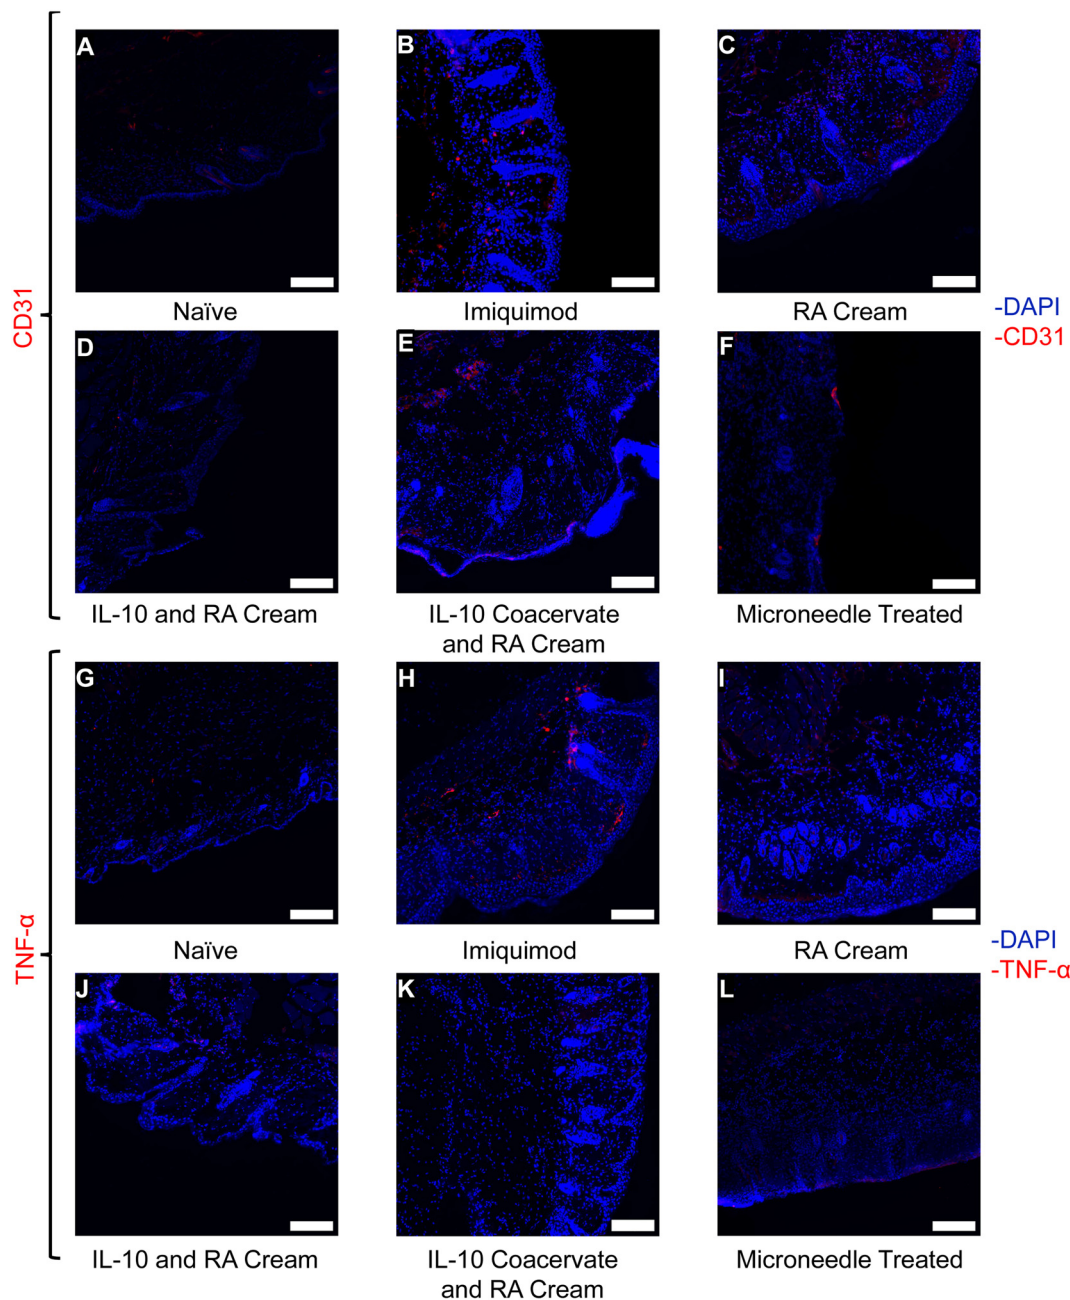 CD31
A
B
C
Naïve
Imiquimod
RA Cream
-DAPI
-CD31
D
E
F
IL-10 and RA Cream
IL-10 Coacervate
and RA Cream
Microneedle Treated
TNF-α
G
H
I
Naïve
Imiquimod
RA Cream
-DAPI
-TNF-α
J
K
L
IL-10 and RA Cream
IL-10 Coacervate
and RA Cream
Microneedle Treated